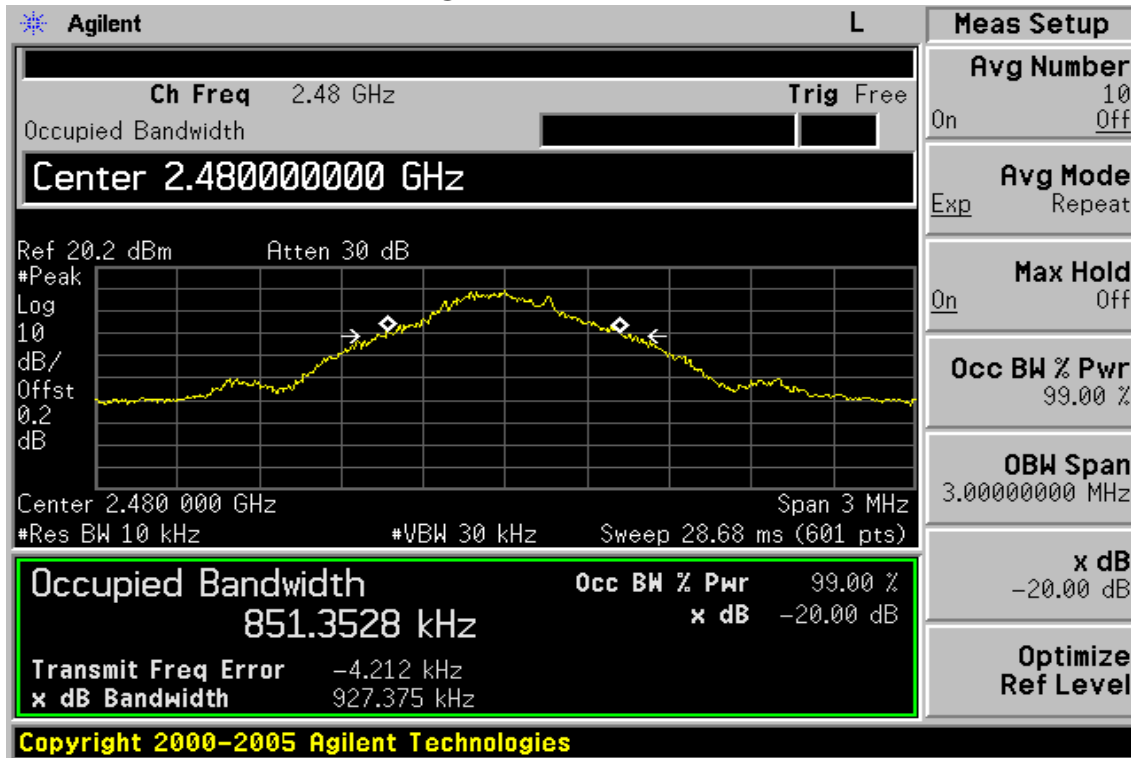 Agilent L
Ch Freq 2.48 GHz Trig Free
Occupied Bandwidth
Center 2.480000000 GHz
Ref 20.2 dBm Atten 30 dB
#Peak
Log
10
dB/
Offst
0.2
dB
Center 2.480 000 GHz Span 3 MHz
#Res BW 10 kHz #VBW 30 kHz Sweep 28.68 ms (601 pts)
Occupied Bandwidth Occ BW % Pwr 99.00 %
851.3528 kHz x dB -20.00 dB
Transmit Freq Error -4.212 kHz
x dB Bandwidth 927.375 kHz
Copyright 2000-2005 Agilent Technologies
Meas Setup
Avg Number
10
On Off
Avg Mode
Exp Repeat
Max Hold
On Off
Occ BW % Pwr
99.00 %
OBW Span
3.00000000 MHz
x dB
-20.00 dB
Optimize
Ref Level